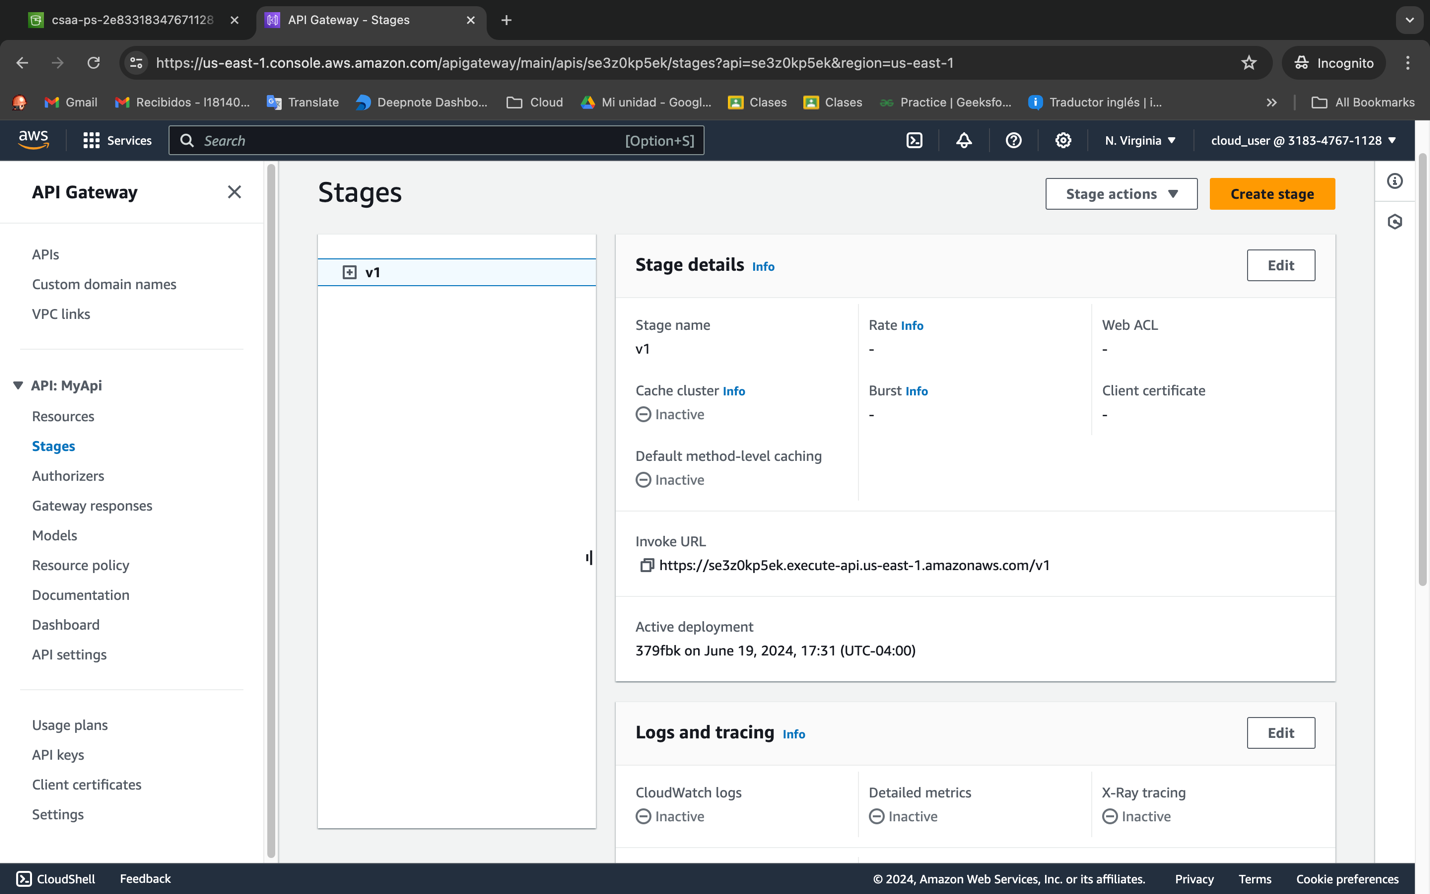 csaa-ps-2e83318347671128
API Gateway - Stages
https://us-east-1.console.aws.amazon.com/apigateway/main/apis/se3z0kp5ek/stages?api=se3z0kp5ek&region=us-east-1
Incognito
Gmail
Recibidos - l18140...
Translate
Deepnote Dashbo...
Cloud
Mi unidad - Googl...
Clases
Clases
Practice | Geeksfo...
Traductor inglés | i...
»
All Bookmarks
aws
Services
Search
[Option+S]
N. Virginia
cloud_user @ 3183-4767-1128
API Gateway
APIs
Custom domain names
VPC links
API: MyApi
Resources
Stages
Authorizers
Gateway responses
Models
Resource policy
Documentation
Dashboard
API settings
Usage plans
API keys
Client certificates
Settings
Stages
Stage actions
Create stage
v1
Stage details Info
Edit
Stage name
v1
Rate Info
-
Web ACL
-
Cache cluster Info
Inactive
Burst Info
-
Client certificate
-
Default method-level caching
Inactive
Invoke URL
https://se3z0kp5ek.execute-api.us-east-1.amazonaws.com/v1
Active deployment
379fbk on June 19, 2024, 17:31 (UTC-04:00)
Logs and tracing Info
Edit
CloudWatch logs
Inactive
Detailed metrics
Inactive
X-Ray tracing
Inactive
CloudShell
Feedback
© 2024, Amazon Web Services, Inc. or its affiliates.
Privacy
Terms
Cookie preferences